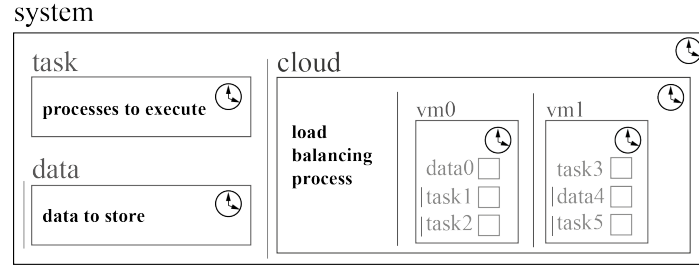 system
task
processes to execute
data
data to store
cloud
load
balancing
process
vm0
data0
task1
task2
vm1
task3
data4
task5